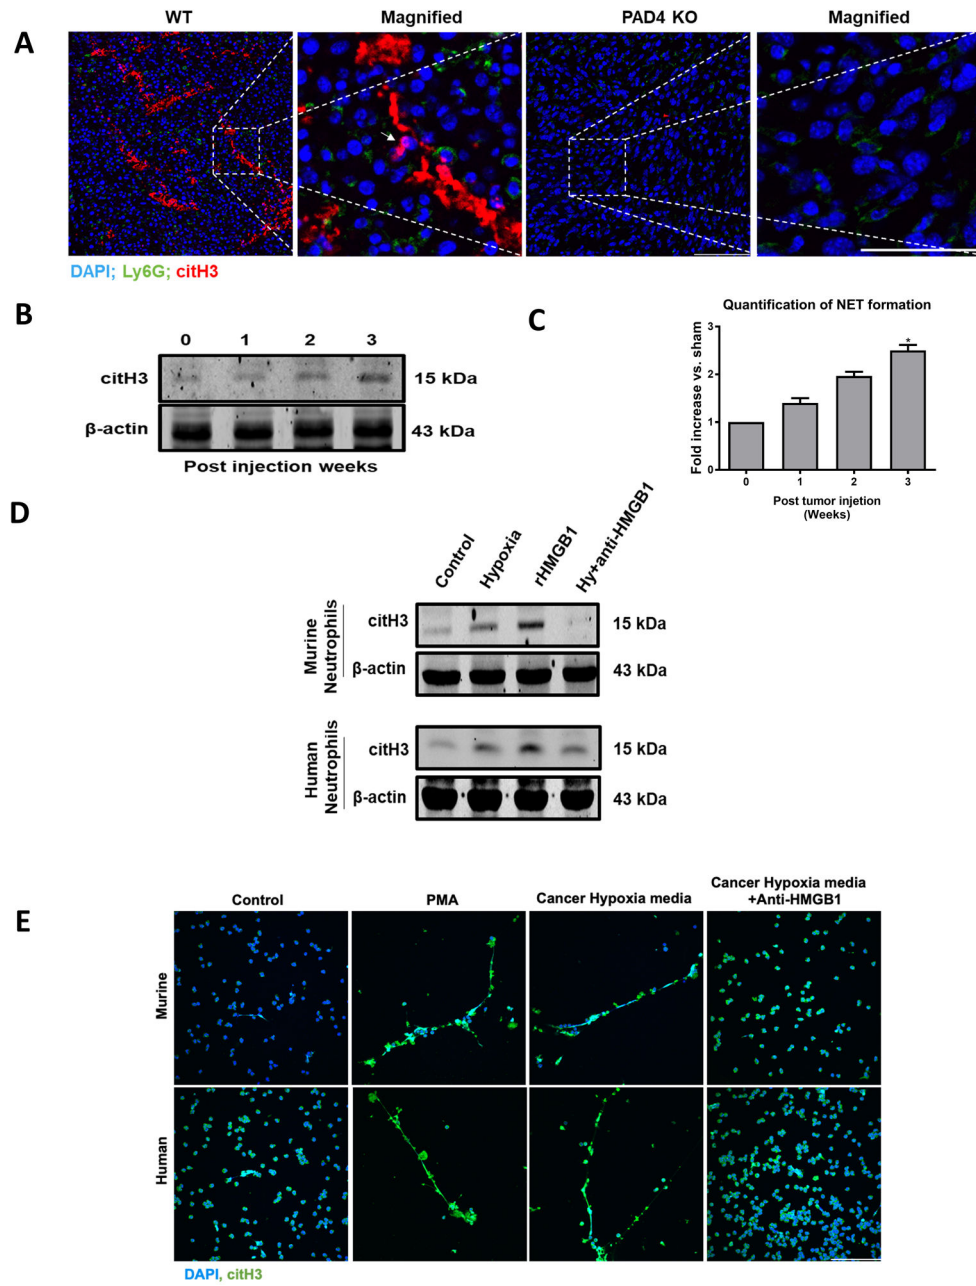 A
WT
Magnified
PAD4 KO
Magnified
DAPI; Ly6G; citH3
B
0 1 2 3
citH3 15 kDa
β-actin 43 kDa
Post injection weeks
C
Quantification of NET formation
Fold increase vs. sham
3
2
1
0
*
0 1 2 3
Post tumor injetion
(Weeks)
D
Control
Hypoxia
rHMGB1
Hy+anti-HMGB1
Murine
Neutrophils
citH3 15 kDa
β-actin 43 kDa
Human
Neutrophils
citH3 15 kDa
β-actin 43 kDa
E
Control
PMA
Cancer Hypoxia media
Cancer Hypoxia media
+Anti-HMGB1
Murine
Human
DAPI, citH3